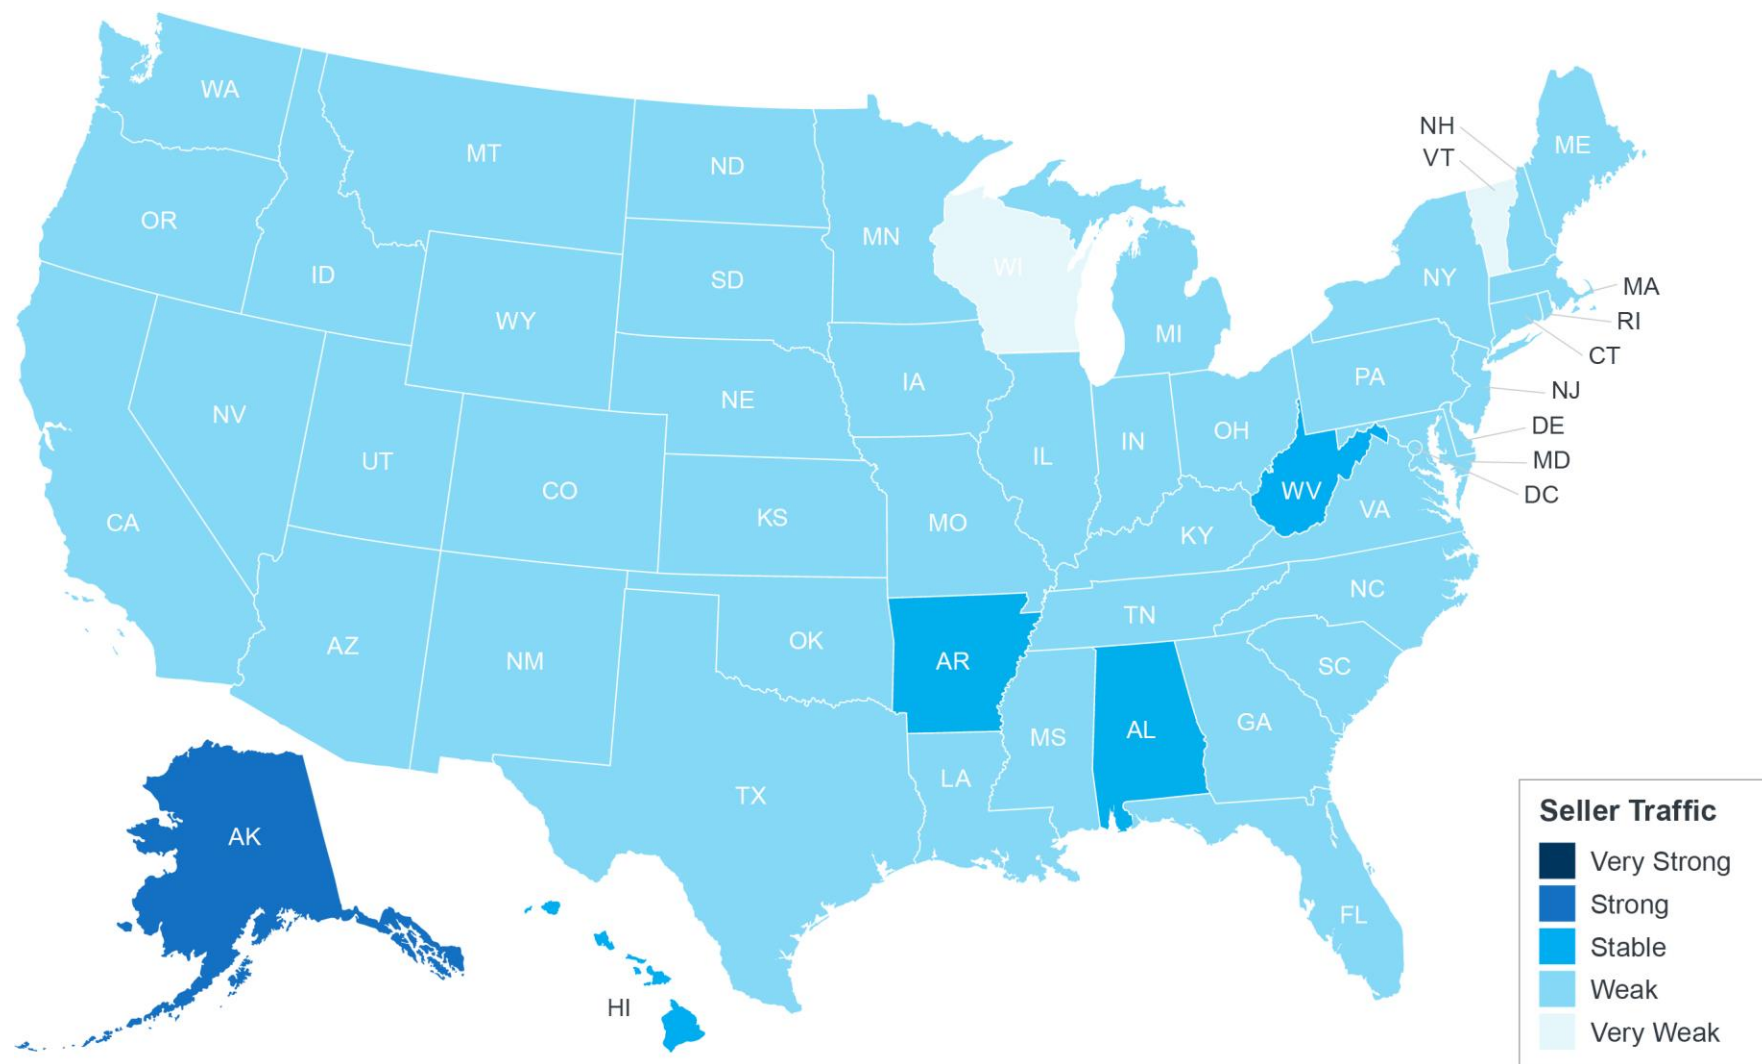 WA
MT
ND
MN
OR
ID
SD
WI
WY
MI
NH
VT
ME
NY
MA
RI
CT
NJ
DE
MD
DC
PA
IA
NE
NV
UT
CO
CA
KS
MO
IL
IN
OH
WV
VA
KY
NC
TN
AZ
NM
OK
AR
SC
MS
AL
GA
LA
TX
AK
FL
HI
Seller Traffic
Very Strong
Strong
Stable
Weak
Very Weak